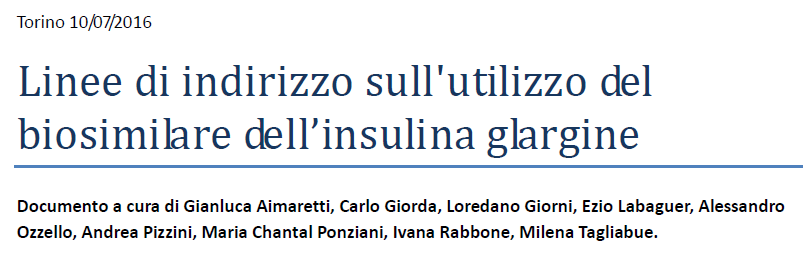 Torino 10/07/2016
Linee di indirizzo sull'utilizzo del
biosimilare dell’insulina glargine
Documento a cura di Gianluca Aimaretti, Carlo Giorda, Loredano Giorni, Ezio Labaguer, Alessandro
Ozzello, Andrea Pizzini, Maria Chantal Ponziani, Ivana Rabbone, Milena Tagliabue.